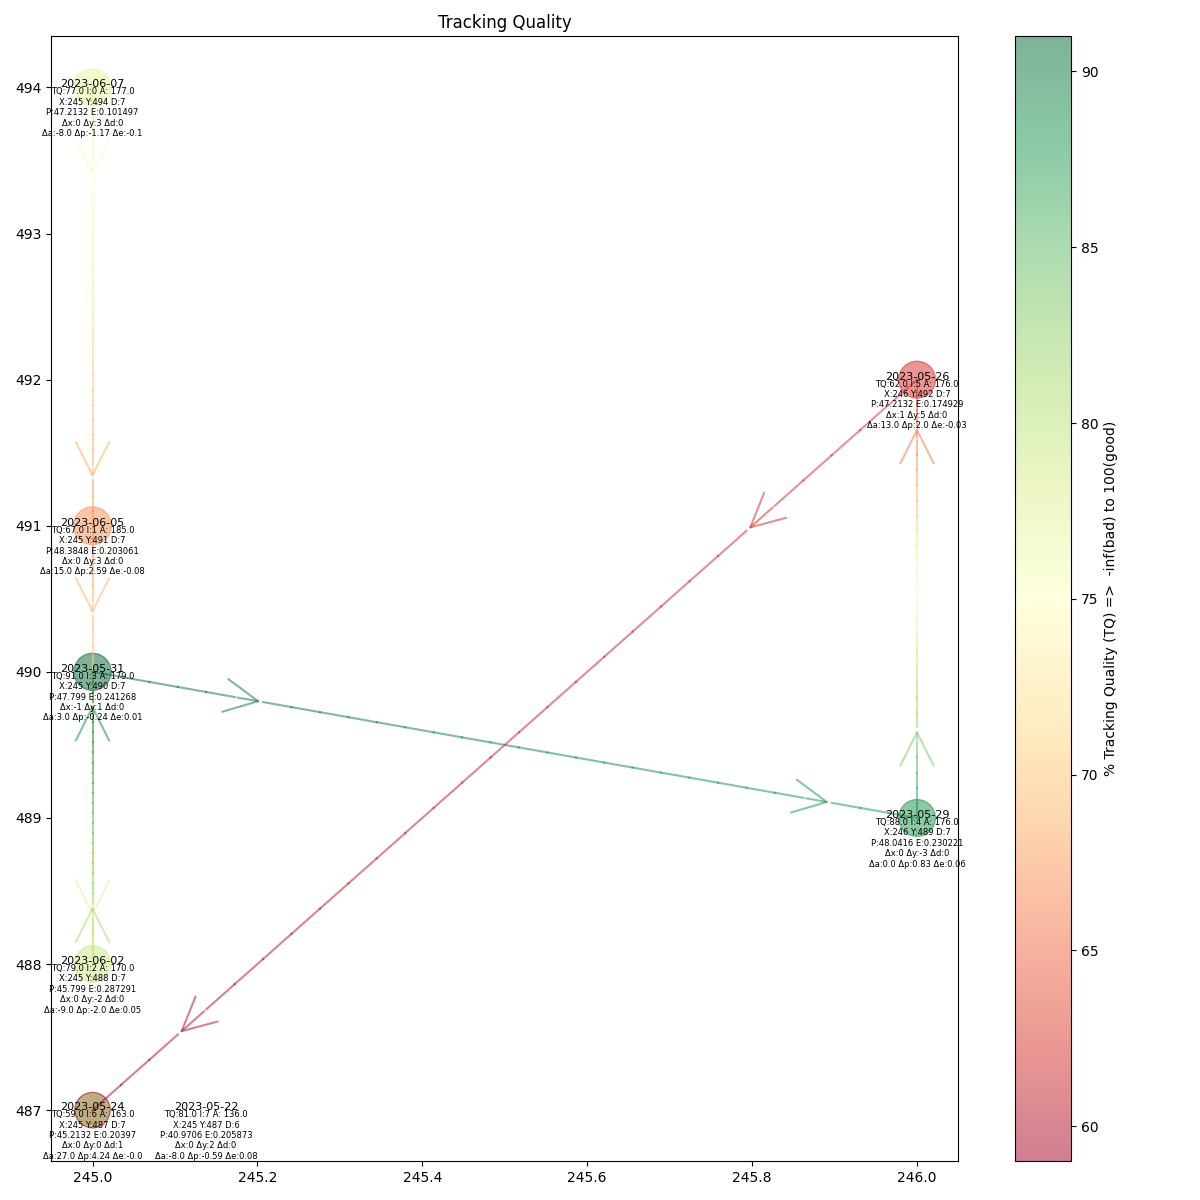 Tracking Quality
494
493
492
491
490
489
488
487
245.0
245.2
245.4
245.6
245.8
246.0
2023-06-07
TQ:77.0 I:0 A: 177.0
X:245 Y:494 D:7
P:47.2132 E:0.101497
Δx:0 Δy:3 Δd:0
Δa:-8.0 Δp:-1.17 Δe:-0.1
2023-05-26
TQ:62.0 I:5 A: 176.0
X:246 Y:492 D:7
P:47.2132 E:0.174929
Δx:1 Δy:5 Δd:0
Δa:13.0 Δp:2.0 Δe:-0.03
2023-06-05
TQ:67.0 I:1 A: 185.0
X:245 Y:491 D:7
P:48.3848 E:0.203061
Δx:0 Δy:3 Δd:0
Δa:15.0 Δp:2.59 Δe:-0.08
2023-05-31
TQ:91.0 I:3 A: 179.0
X:245 Y:490 D:7
P:47.799 E:0.241268
Δx:-1 Δy:1 Δd:0
Δa:3.0 Δp:-0.24 Δe:0.01
2023-05-29
TQ:88.0 I:4 A: 176.0
X:246 Y:489 D:7
P:48.0416 E:0.230221
Δx:0 Δy:-3 Δd:0
Δa:0.0 Δp:0.83 Δe:0.06
2023-06-02
TQ:79.0 I:2 A: 170.0
X:245 Y:488 D:7
P:45.799 E:0.287291
Δx:0 Δy:-2 Δd:0
Δa:-9.0 Δp:-2.0 Δe:0.05
2023-05-24
TQ:59.0 I:6 A: 163.0
X:245 Y:487 D:7
P:45.2132 E:0.20397
Δx:0 Δy:0 Δd:1
Δa:27.0 Δp:4.24 Δe:-0.0
2023-05-22
TQ:81.0 I:7 A: 136.0
X:245 Y:487 D:6
P:40.9706 E:0.205873
Δx:0 Δy:2 Δd:0
Δa:-8.0 Δp:-0.59 Δe:0.08
90
85
80
75
70
65
60
% Tracking Quality (TQ) => -inf(bad) to 100(good)